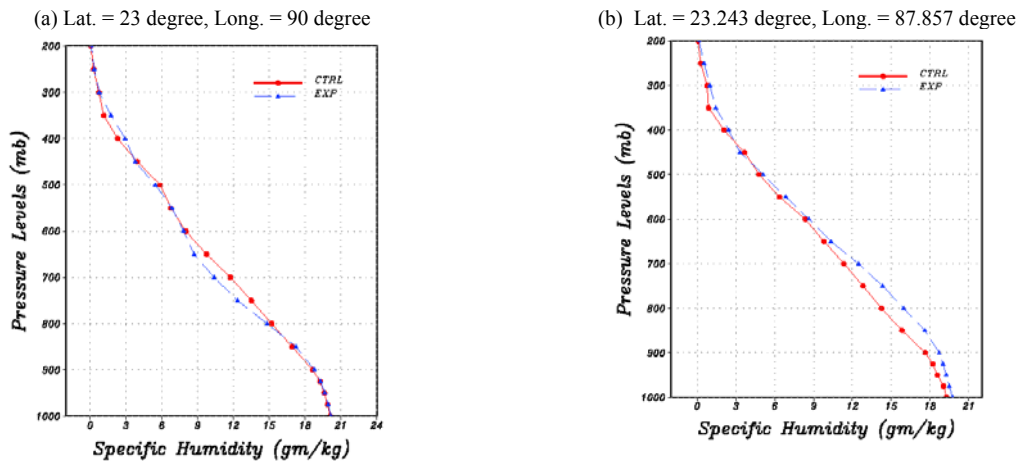 (a) Lat. = 23 degree, Long. = 90 degree
200
300
400
500
600
700
800
900
1000
Pressure Levels (mb)
CTRL
EXP
0 3 6 9 12 15 18 21 24
Specific Humidity (gm/kg)
(b) Lat. = 23.243 degree, Long. = 87.857 degree
200
300
400
500
600
700
800
900
1000
Pressure Levels (mb)
CTRL
EXP
0 3 6 9 12 15 18 21
Specific Humidity (gm/kg)